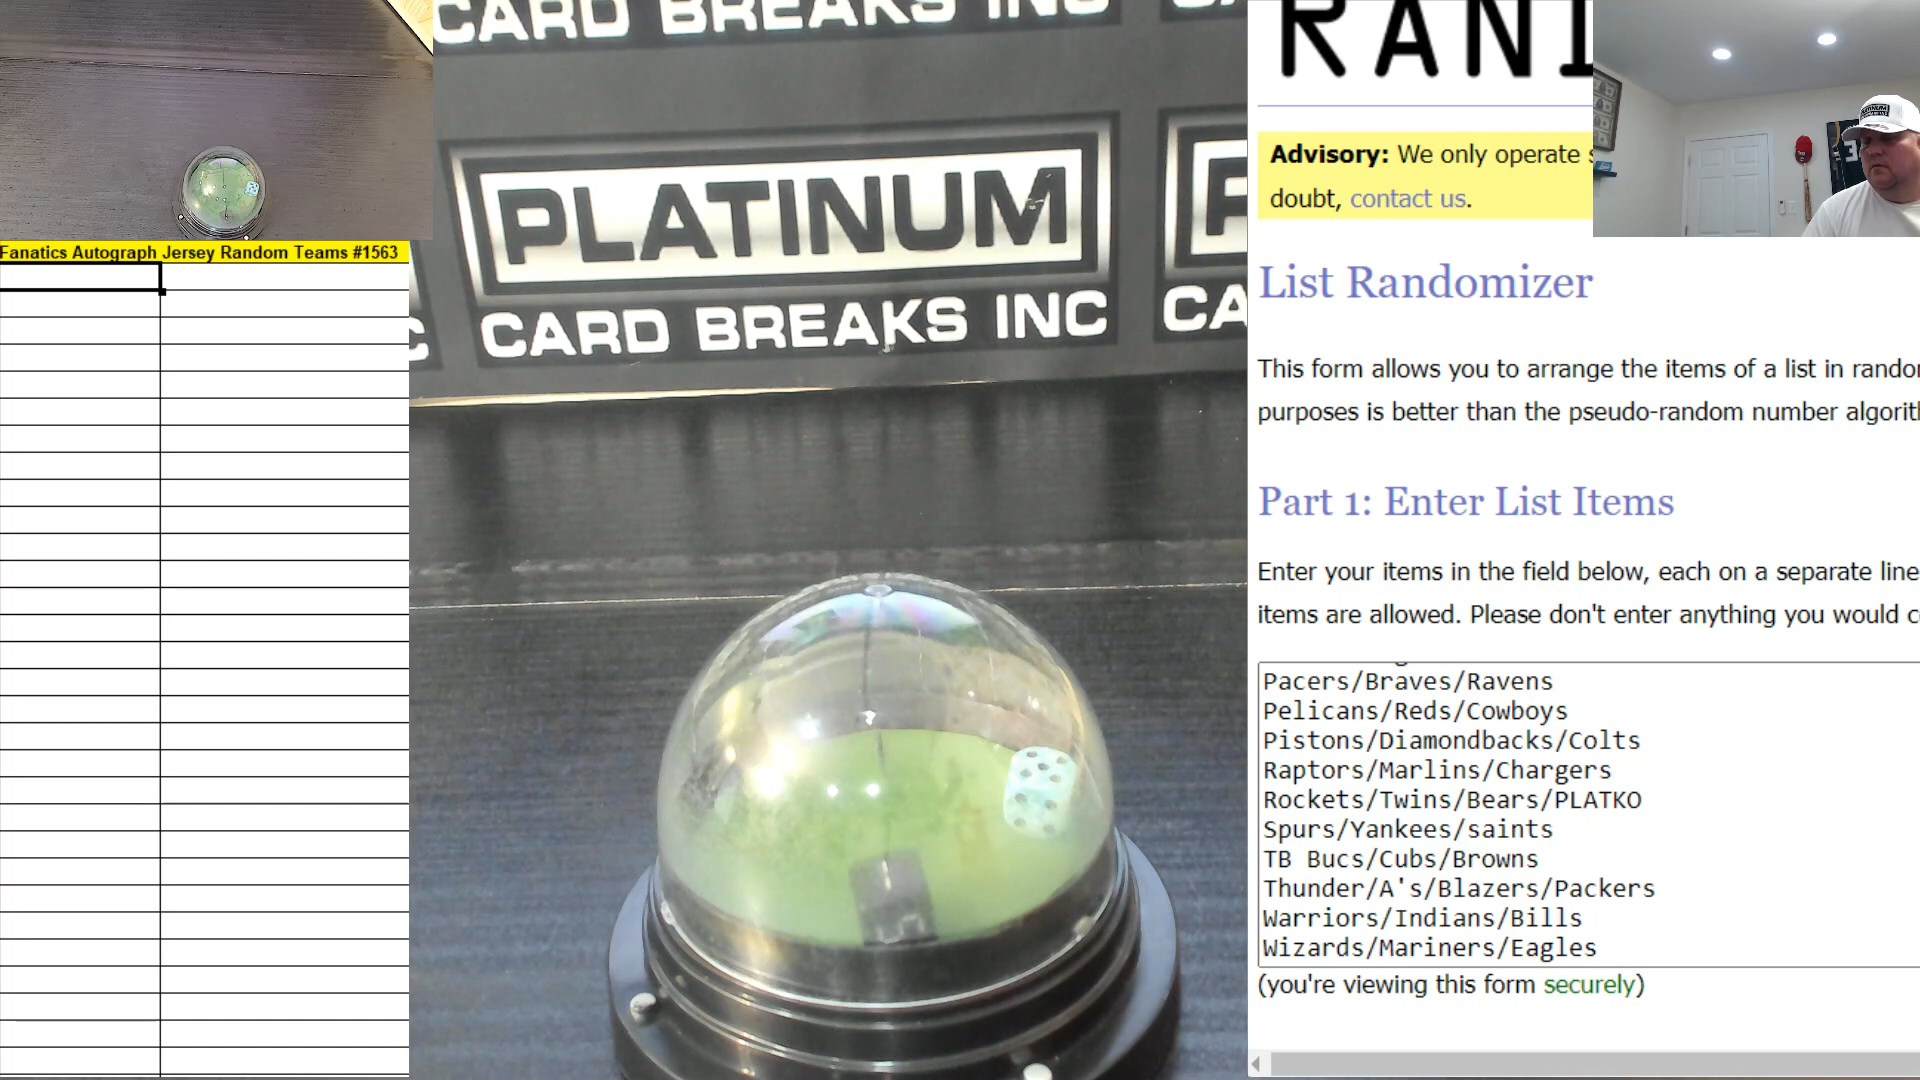 CARD BREAKS INC
PLATINUM
CARD BREAKS INC
CA
Fanatics Autograph Jersey Random Teams #1563
Advisory: We only operate
doubt, contact us.
List Randomizer
This form allows you to arrange the items of a list in
purposes is better than the pseudo-random number
Part 1: Enter List Items
Enter your items in the field below, each on a separate line
items are allowed. Please don't enter anything you would
Pacers/Braves/Ravens
Pelicans/Reds/Cowboys
Pistons/Diamondbacks/Colts
Raptors/Marlins/Chargers
Rockets/Twins/Bears/PLATKO
Spurs/Yankees/saints
TB Bucs/Cubs/Browns
Thunder/A's/Blazers/Packers
Warriors/Indians/Bills
Wizards/Mariners/Eagles
(you're viewing this form securely)